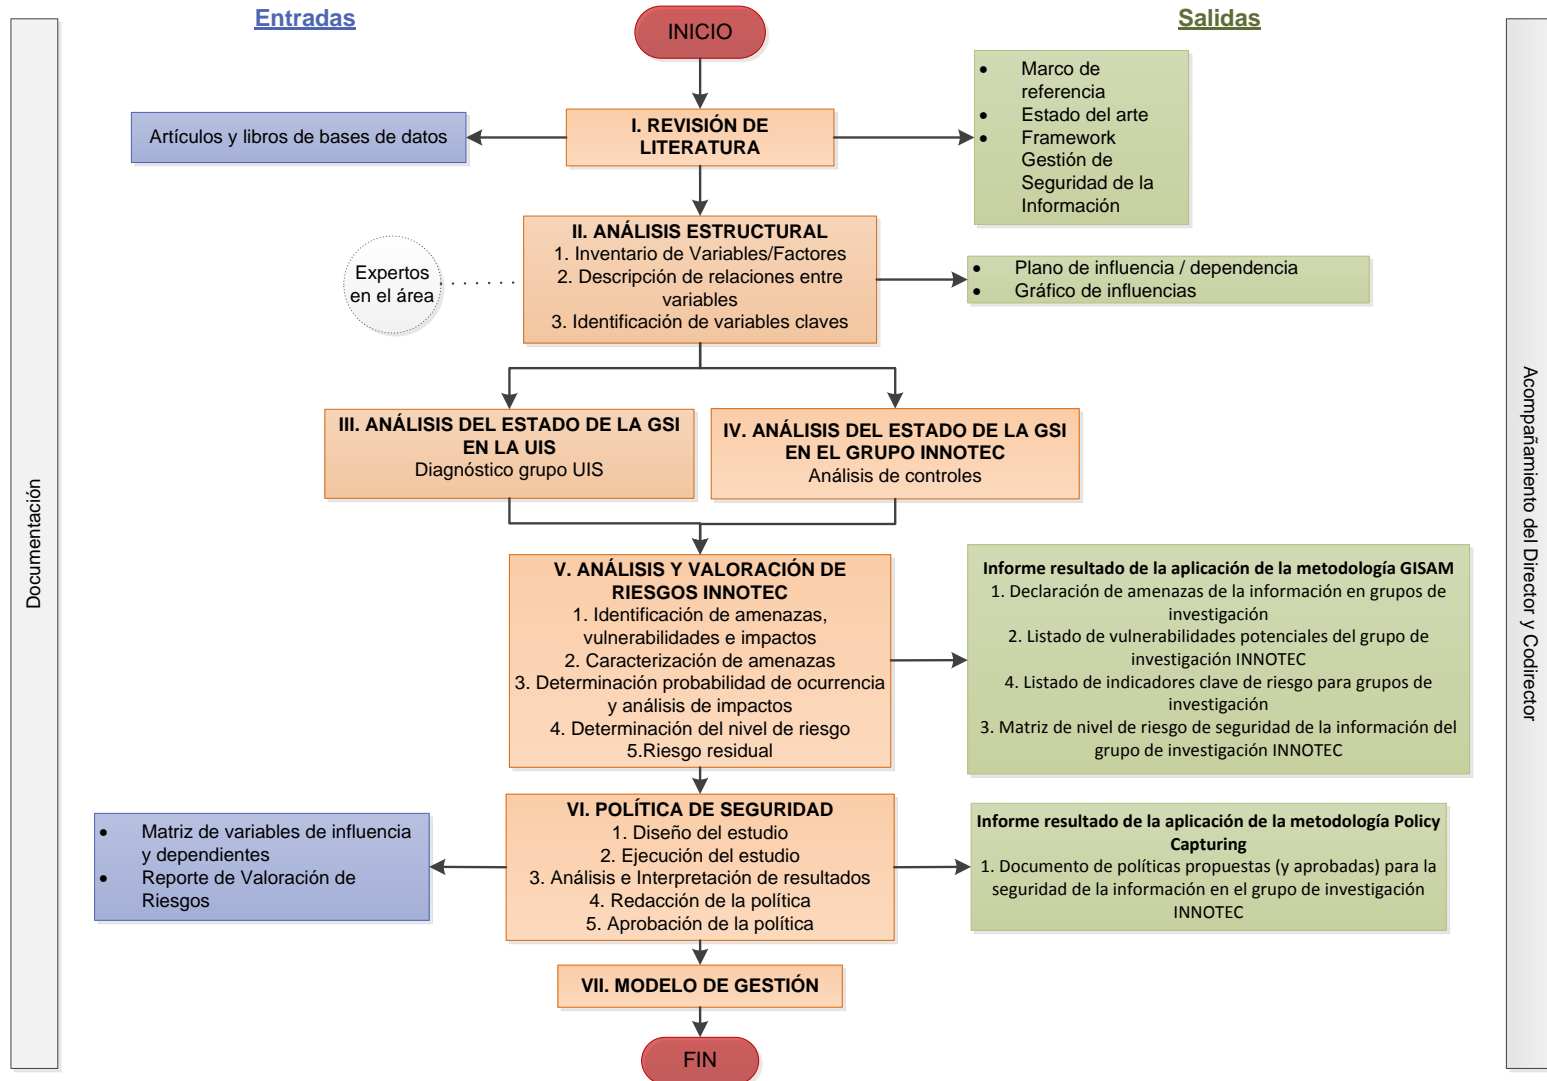 Entradas
INICIO
Salidas
Artículos y libros de bases de datos
I. REVISIÓN DE
LITERATURA
• Marco de
referencia
• Estado del arte
• Framework
Gestión de
Seguridad de la
Información
Expertos
en el área
II. ANÁLISIS ESTRUCTURAL
1. Inventario de Variables/Factores
2. Descripción de relaciones entre
variables
3. Identificación de variables claves
• Plano de influencia / dependencia
• Gráfico de influencias
III. ANÁLISIS DEL ESTADO DE LA GSI
EN LA UIS
Diagnóstico grupo UIS
IV. ANÁLISIS DEL ESTADO DE LA GSI
EN EL GRUPO INNOTEC
Análisis de controles
Documentación
Acompañamiento del Director y Codirector
V. ANÁLISIS Y VALORACIÓN DE
RIESGOS INNOTEC
1. Identificación de amenazas,
vulnerabilidades e impactos
2. Caracterización de amenazas
3. Determinación probabilidad de ocurrencia
y análisis de impactos
4. Determinación del nivel de riesgo
5.Riesgo residual
Informe resultado de la aplicación de la metodología GISAM
1. Declaración de amenazas de la información en grupos de
investigación
2. Listado de vulnerabilidades potenciales del grupo de
investigación INNOTEC
4. Listado de indicadores clave de riesgo para grupos de
investigación
3. Matriz de nivel de riesgo de seguridad de la información del
grupo de investigación INNOTEC
• Matriz de variables de influencia
y dependientes
• Reporte de Valoración de
Riesgos
VI. POLÍTICA DE SEGURIDAD
1. Diseño del estudio
2. Ejecución del estudio
3. Análisis e Interpretación de resultados
4. Redacción de la política
5. Aprobación de la política
Informe resultado de la aplicación de la metodología Policy
Capturing
1. Documento de políticas propuestas (y aprobadas) para la
seguridad de la información en el grupo de investigación
INNOTEC
VII. MODELO DE GESTIÓN
FIN